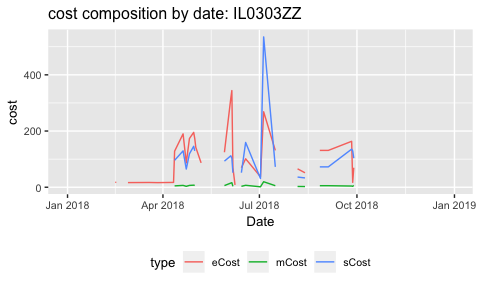 cost composition by date: IL0303ZZ
cost
400
200
0
Jan 2018 Apr 2018 Jul 2018 Oct 2018 Jan 2019
Date
type eCost mCost sCost